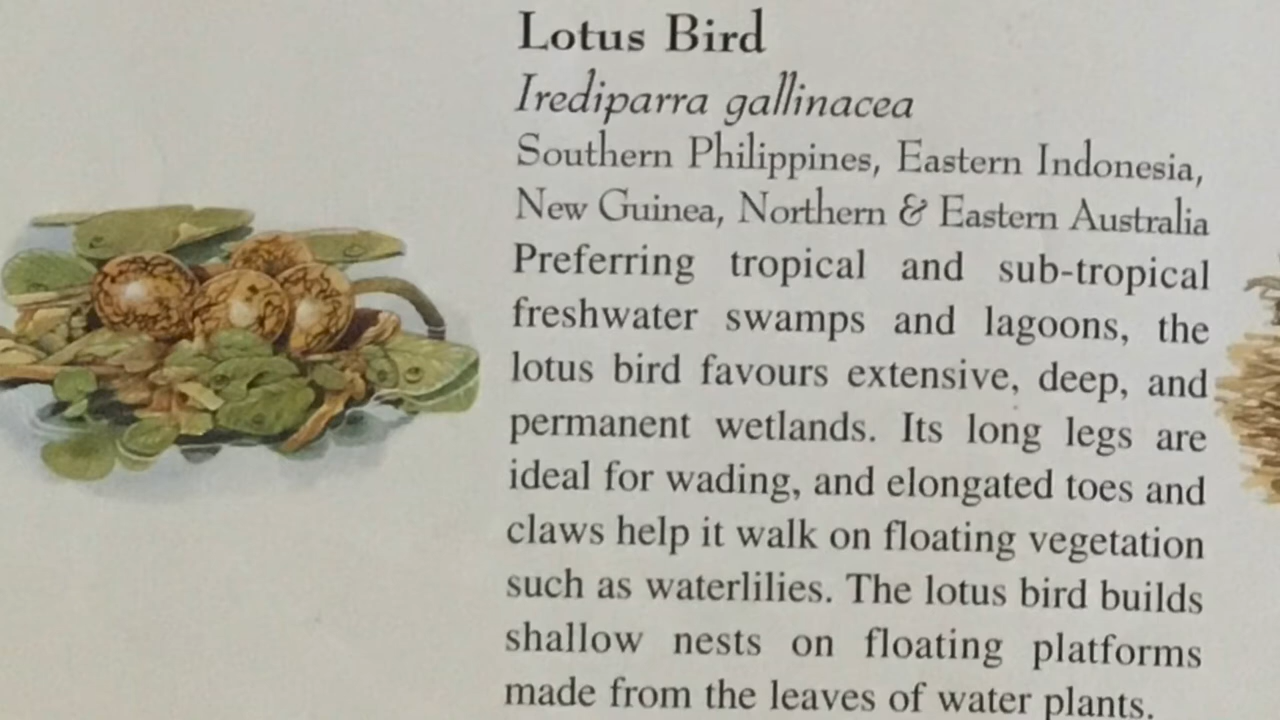 Lotus Bird
Irediparra gallinacea
Southern Philippines, Eastern Indonesia,
New Guinea, Northern & Eastern Australia
Preferring tropical and sub-tropical
freshwater swamps and lagoons, the
lotus bird favours extensive, deep, and
permanent wetlands. Its long legs are
ideal for wading, and elongated toes and
claws help it walk on floating vegetation
such as waterlilies. The lotus bird builds
shallow nests on floating platforms
made from the leaves of water plants.